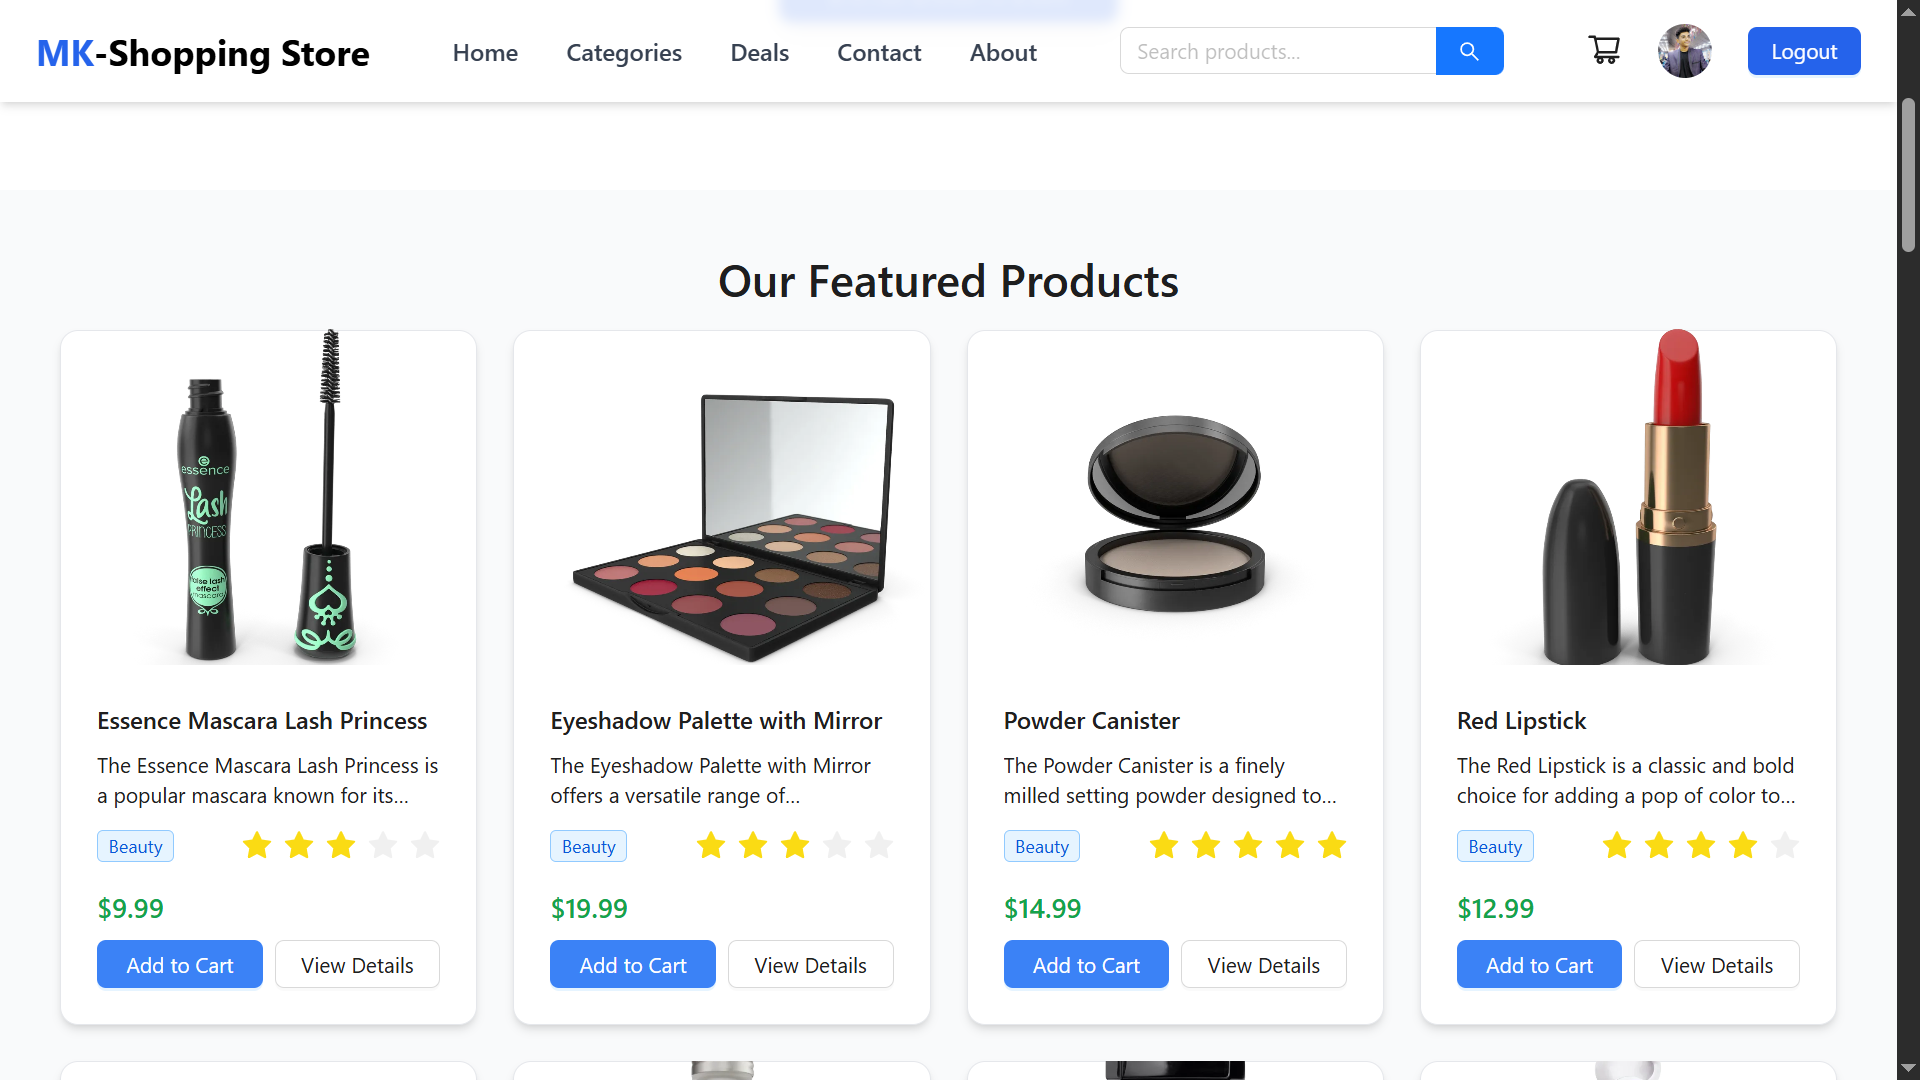 MK-Shopping Store
Home
Categories
Deals
Contact
About
Search products...
Logout
Our Featured Products
essence
Lash
PRINCESS
false lash
effect
mascara
Essence Mascara Lash Princess
The Essence Mascara Lash Princess is
a popular mascara known for its...
Beauty
$9.99
Add to Cart
View Details
Eyeshadow Palette with Mirror
The Eyeshadow Palette with Mirror
offers a versatile range of...
Beauty
$19.99
Add to Cart
View Details
Powder Canister
The Powder Canister is a finely
milled setting powder designed to...
Beauty
$14.99
Add to Cart
View Details
Red Lipstick
The Red Lipstick is a classic and bold
choice for adding a pop of color to...
Beauty
$12.99
Add to Cart
View Details